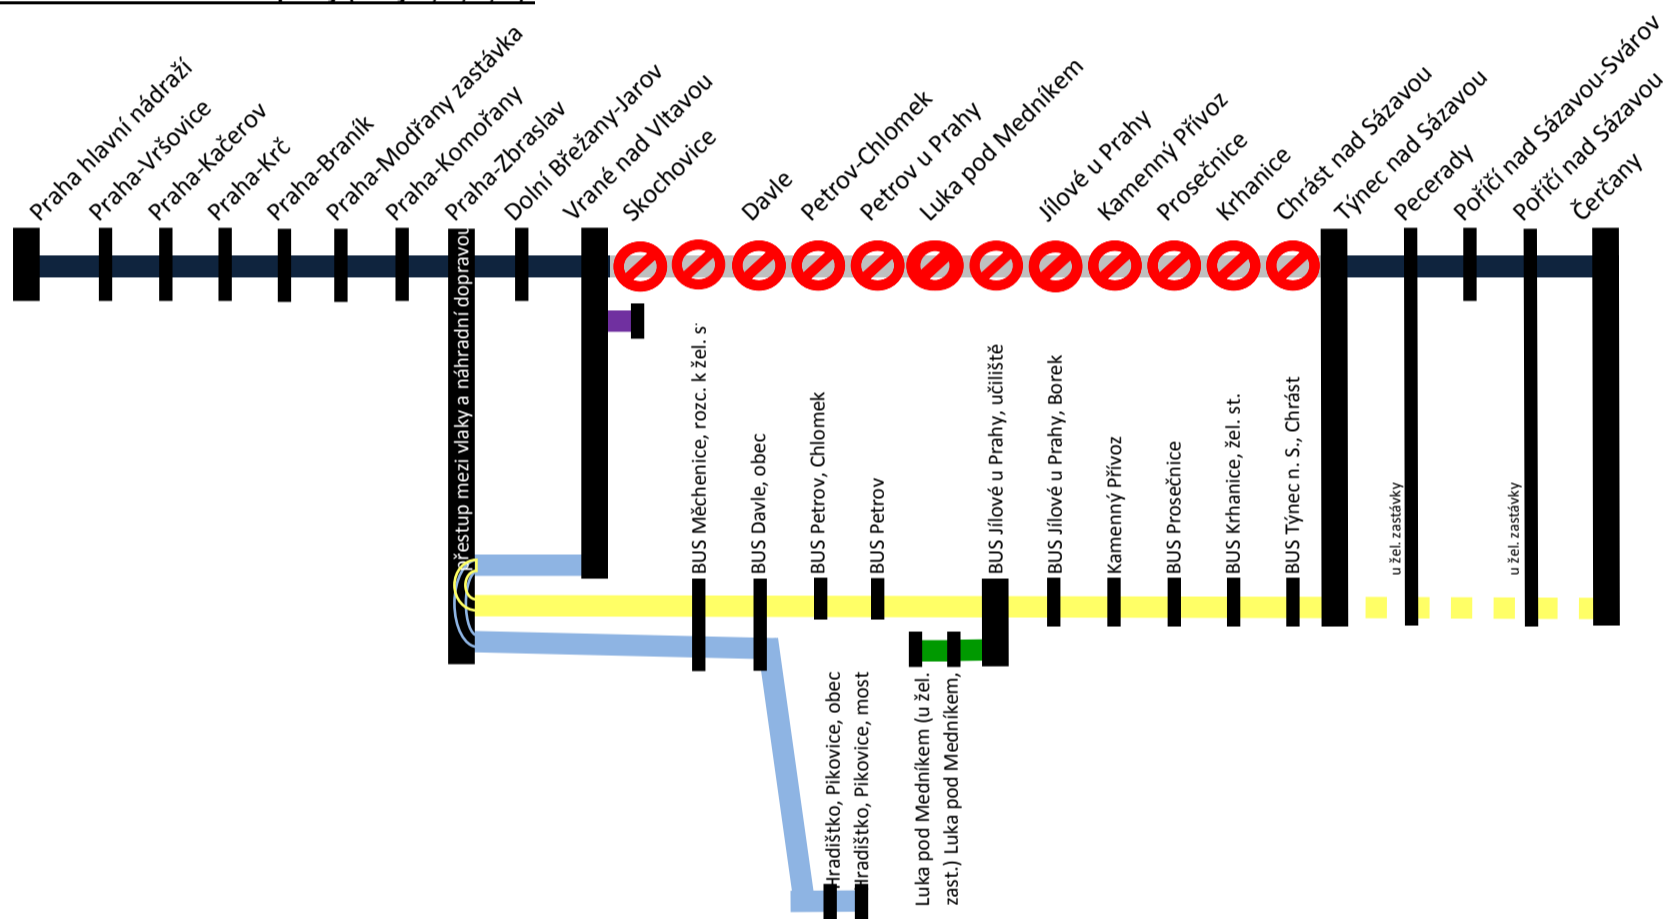 Praha hlavní nádraží
Praha-Vršovice
Praha-Kačerov
Praha-Krč
Praha-Braník
Praha-Modřany zastávka
Praha-Komořany
Praha-Zbraslav
Dolní Břežany-Jarov
Vrané nad Vltavou
Skochovice
Davle
Petrov-Chlomek
Petrov u Prahy
Luka pod Medníkem
Jílové u Prahy
Kamenný Přívoz
Prosečnice
Krhanice
Chrást nad Sázavou
Týnec nad Sázavou
Pecerady
Poříčí nad Sázavou-Svárov
Poříčí nad Sázavou
Čerčany
přestup mezi vlaky a náhradní dopravou
BUS Měchenice, rozc. k žel. s
BUS Davle, obec
BUS Petrov, Chlomek
BUS Petrov
BUS Jílové u Prahy, učiliště
BUS Jílové u Prahy, Borek
Kamenný Přívoz
BUS Prosečnice
BUS Krhanice, žel. st.
BUS Týnec n. S., Chrást
u žel. zastávky
u žel. zastávky
Hradištko, Pikovice, obec
Hradištko, Pikovice, most
Luka pod Medníkem (u žel.
zast.) Luka pod Medníkem,